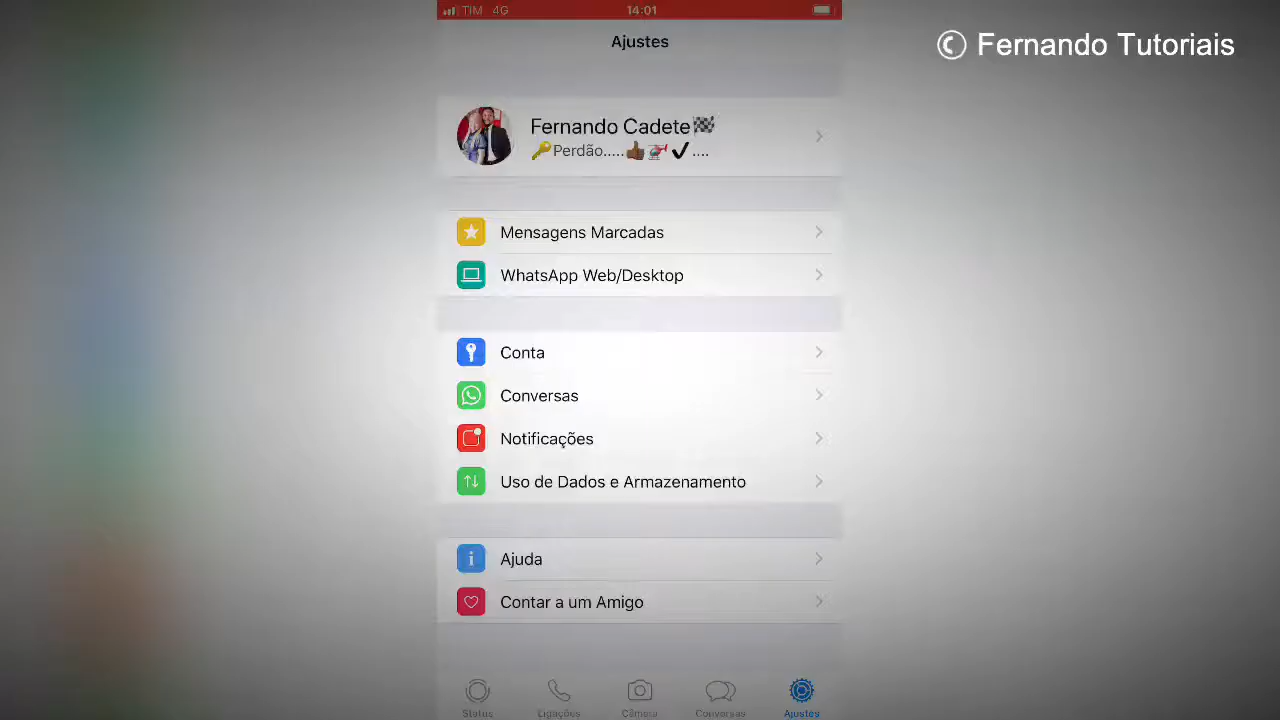 TIM 4G 14:01
Ajustes
© Fernando Tutoriais
Fernando Cadete🏁
🔑Perdão.....👍🏾🚁✔....
Mensagens Marcadas
WhatsApp Web/Desktop
Conta
Conversas
Notificações
Uso de Dados e Armazenamento
Ajuda
Contar a um Amigo
Status Ligações Câmera Conversas Ajustes